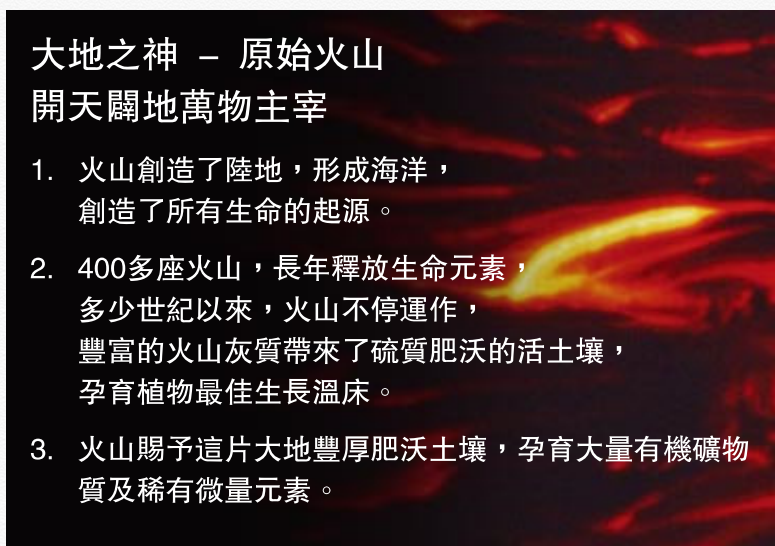 大地之神 – 原始火山
開天闢地萬物主宰
1. 火山創造了陸地，形成海洋，
創造了所有生命的起源。
2. 400多座火山，長年釋放生命元素，
多少世紀以來，火山不停運作，
豐富的火山灰質帶來了硫質肥沃的活土壤，
孕育植物最佳生長溫床。
3. 火山賜予這片大地豐厚肥沃土壤，孕育大量有機礦物
質及稀有微量元素。